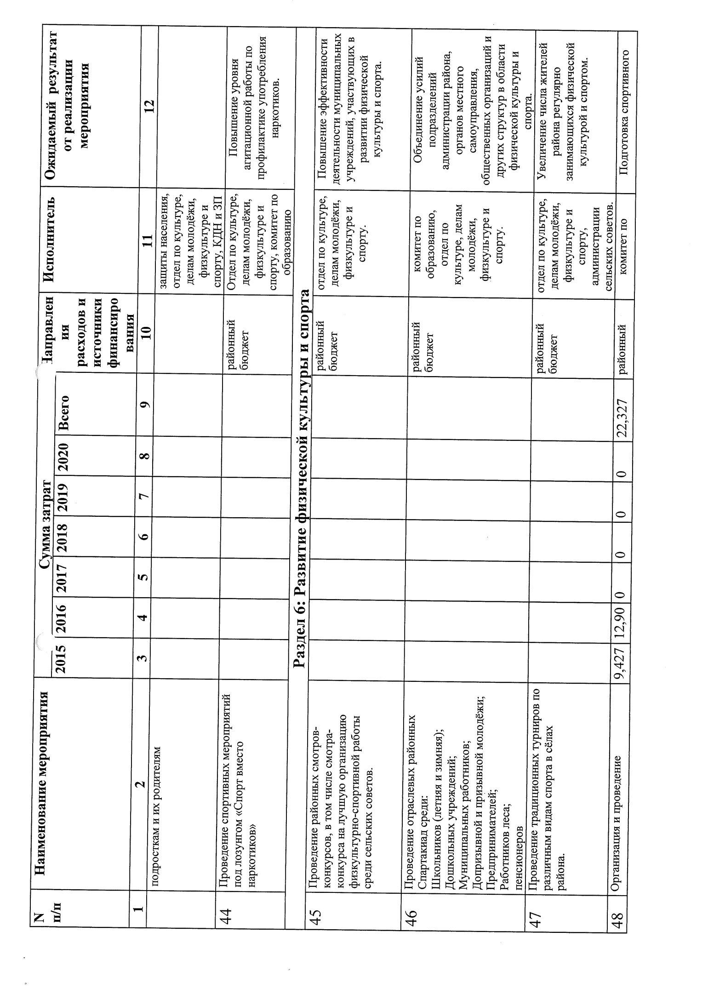 N
п/п
Наименование мероприятия
Сумма затрат
2015
2016
2017
2018
2019
2020
Всего
Направлен
ия
расходов и
источники
финансиро
вания
Исполнитель
Ожидаемый результат
от реализации
мероприятия
1
2
3
4
5
6
7
8
9
10
11
12
подросткам и их родителям
защиты населения,
отдел по культуре,
делам молодёжи,
физкультуре и
спорту, КДН и ЗП
44
Проведение спортивных мероприятий
под лозунгом «Спорт вместо
наркотиков»
районный
бюджет
Отдел по культуре,
делам молодёжи,
физкультуре и
спорту, комитет по
образованию
Повышение уровня
агитационной работы по
профилактике употребления
наркотиков.
Раздел 6: Развитие физической культуры и спорта
45
Проведение районных смотров-
конкурсов, в том числе смотра-
конкурса на лучшую организацию
физкультурно-спортивной работы
среди сельских советов.
районный
бюджет
отдел по культуре,
делам молодёжи,
физкультуре и
спорту.
Повышение эффективности
деятельности муниципальных
учреждений, участвующих в
развитии физической
культуры и спорта.
46
Проведение отраслевых районных
Спартакиад среди:
Школьников (летняя и зимняя);
Дошкольных учреждений;
Муниципальных работников;
Допризывной и призывной молодёжи;
Предпринимателей;
Работников леса;
пенсионеров
районный
бюджет
комитет по
образованию,
отдел по
культуре, делам
молодёжи,
физкультуре и
спорту.
Объединение усилий
подразделений
администрации района,
органов местного
самоуправления,
общественных организаций и
других структур в области
физической культуры и
спорта.
47
Проведение традиционных турниров по
различным видам спорта в сёлах
района.
районный
бюджет
отдел по культуре,
делам молодёжи,
физкультуре и
спорту,
администрации
сельских советов.
Увеличение числа жителей
района регулярно
занимающихся физической
культурой и спортом.
48
Организация и проведение
9,427
12,90
0
0
0
0
22,327
районный
комитет по
Подготовка спортивного